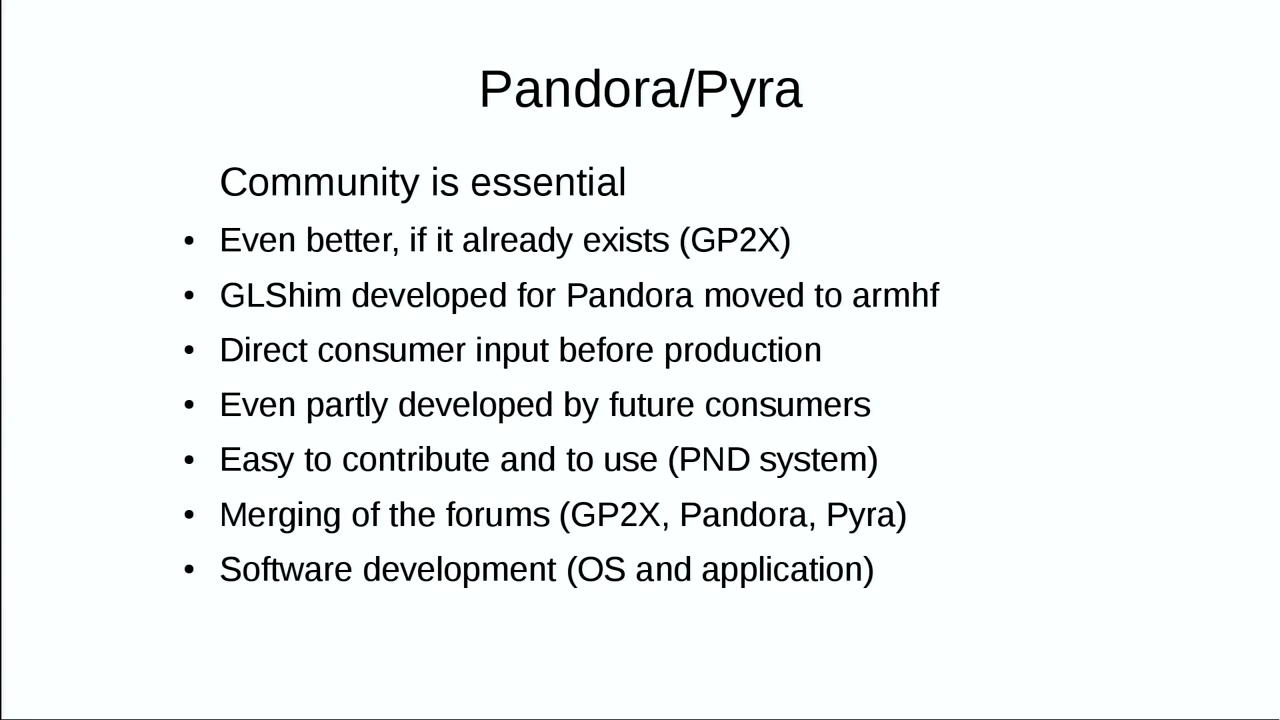 Pandora/Pyra
Community is essential
• Even better, if it already exists (GP2X)
• GLShim developed for Pandora moved to armhf
• Direct consumer input before production
• Even partly developed by future consumers
• Easy to contribute and to use (PND system)
• Merging of the forums (GP2X, Pandora, Pyra)
• Software development (OS and application)